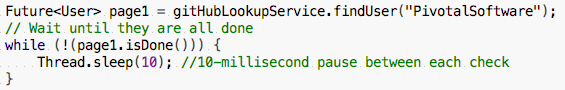 Future<User> page1 = gitHubLookupService.findUser("PivotalSoftware");
// Wait until they are all done
while (!(page1.isDone())) {
    Thread.sleep(10); //10-millisecond pause between each check
}